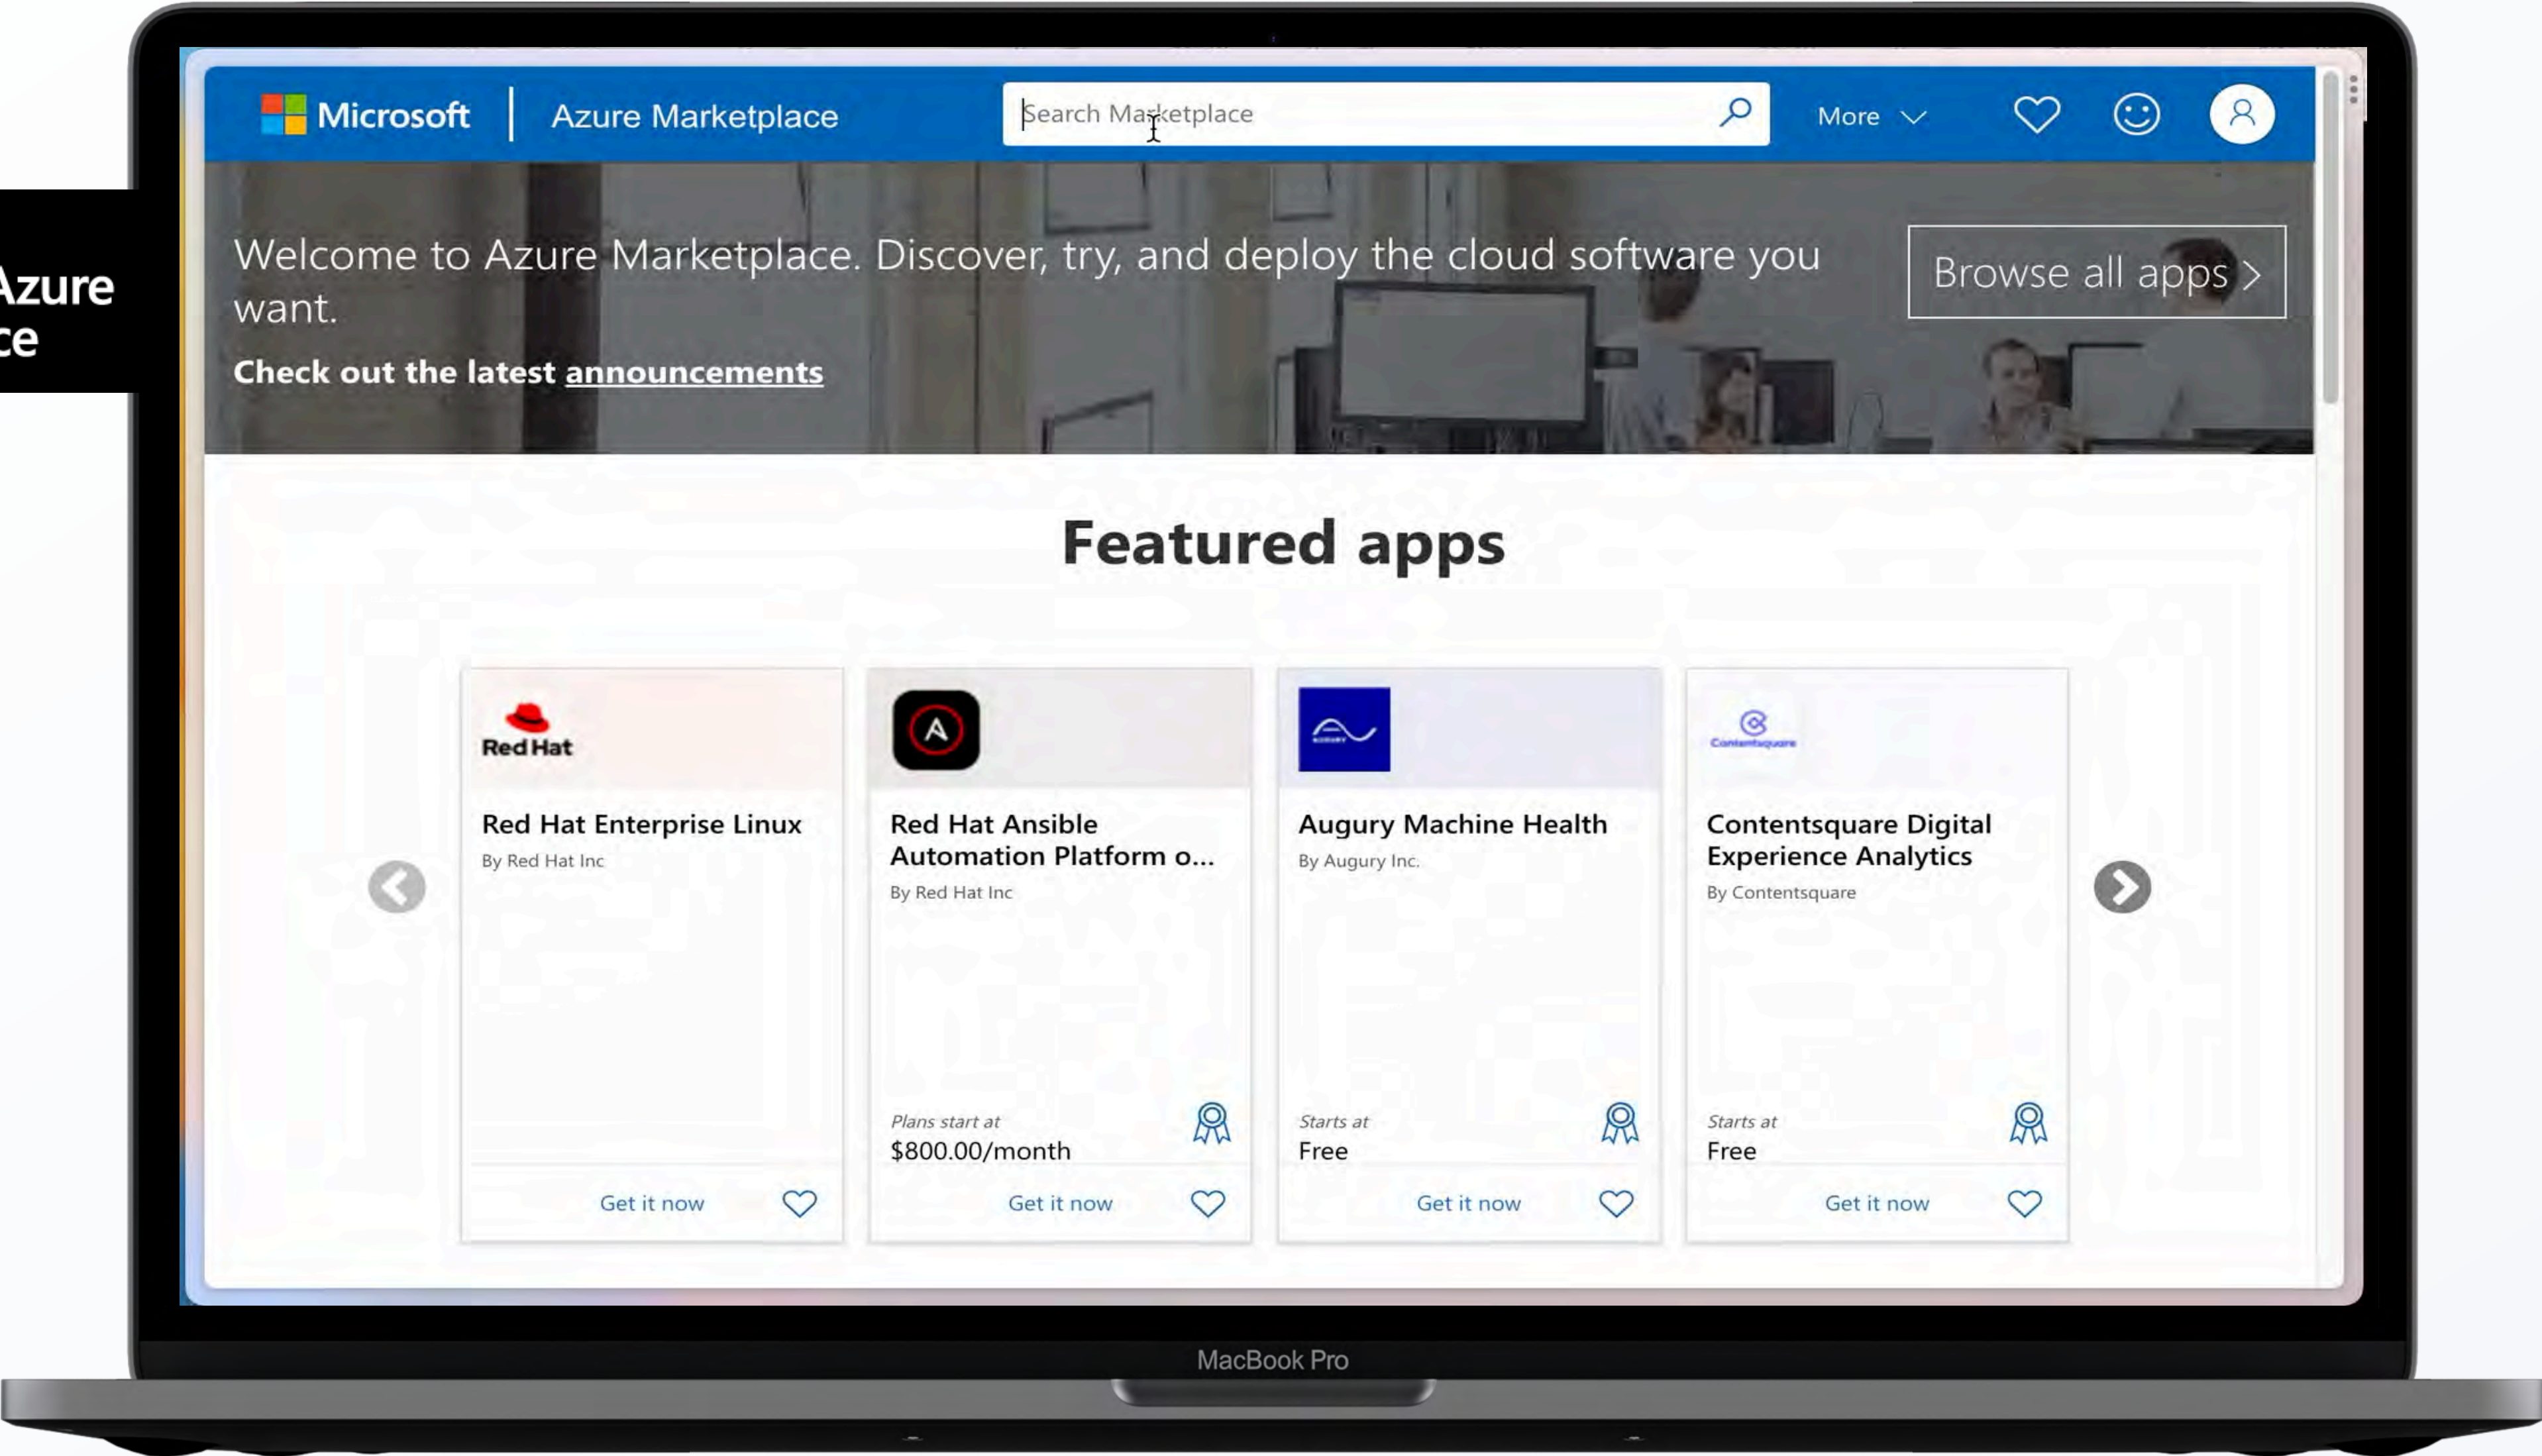 Microsoft
Azure Marketplace
Search Marketplace
More
Azure
ce
Welcome to Azure Marketplace. Discover, try, and deploy the cloud software you
want.
Browse all apps
Check out the latest announcements
Featured apps
Red Hat
Red Hat Enterprise Linux
By Red Hat Inc
Get it now
Red Hat Ansible
Automation Platform o...
By Red Hat Inc
Plans start at
$800.00/month
Get it now
Augury Machine Health
By Augury Inc.
Starts at
Free
Get it now
Contentsquare
Contentsquare Digital
Experience Analytics
By Contentsquare
Starts at
Free
Get it now
MacBook Pro